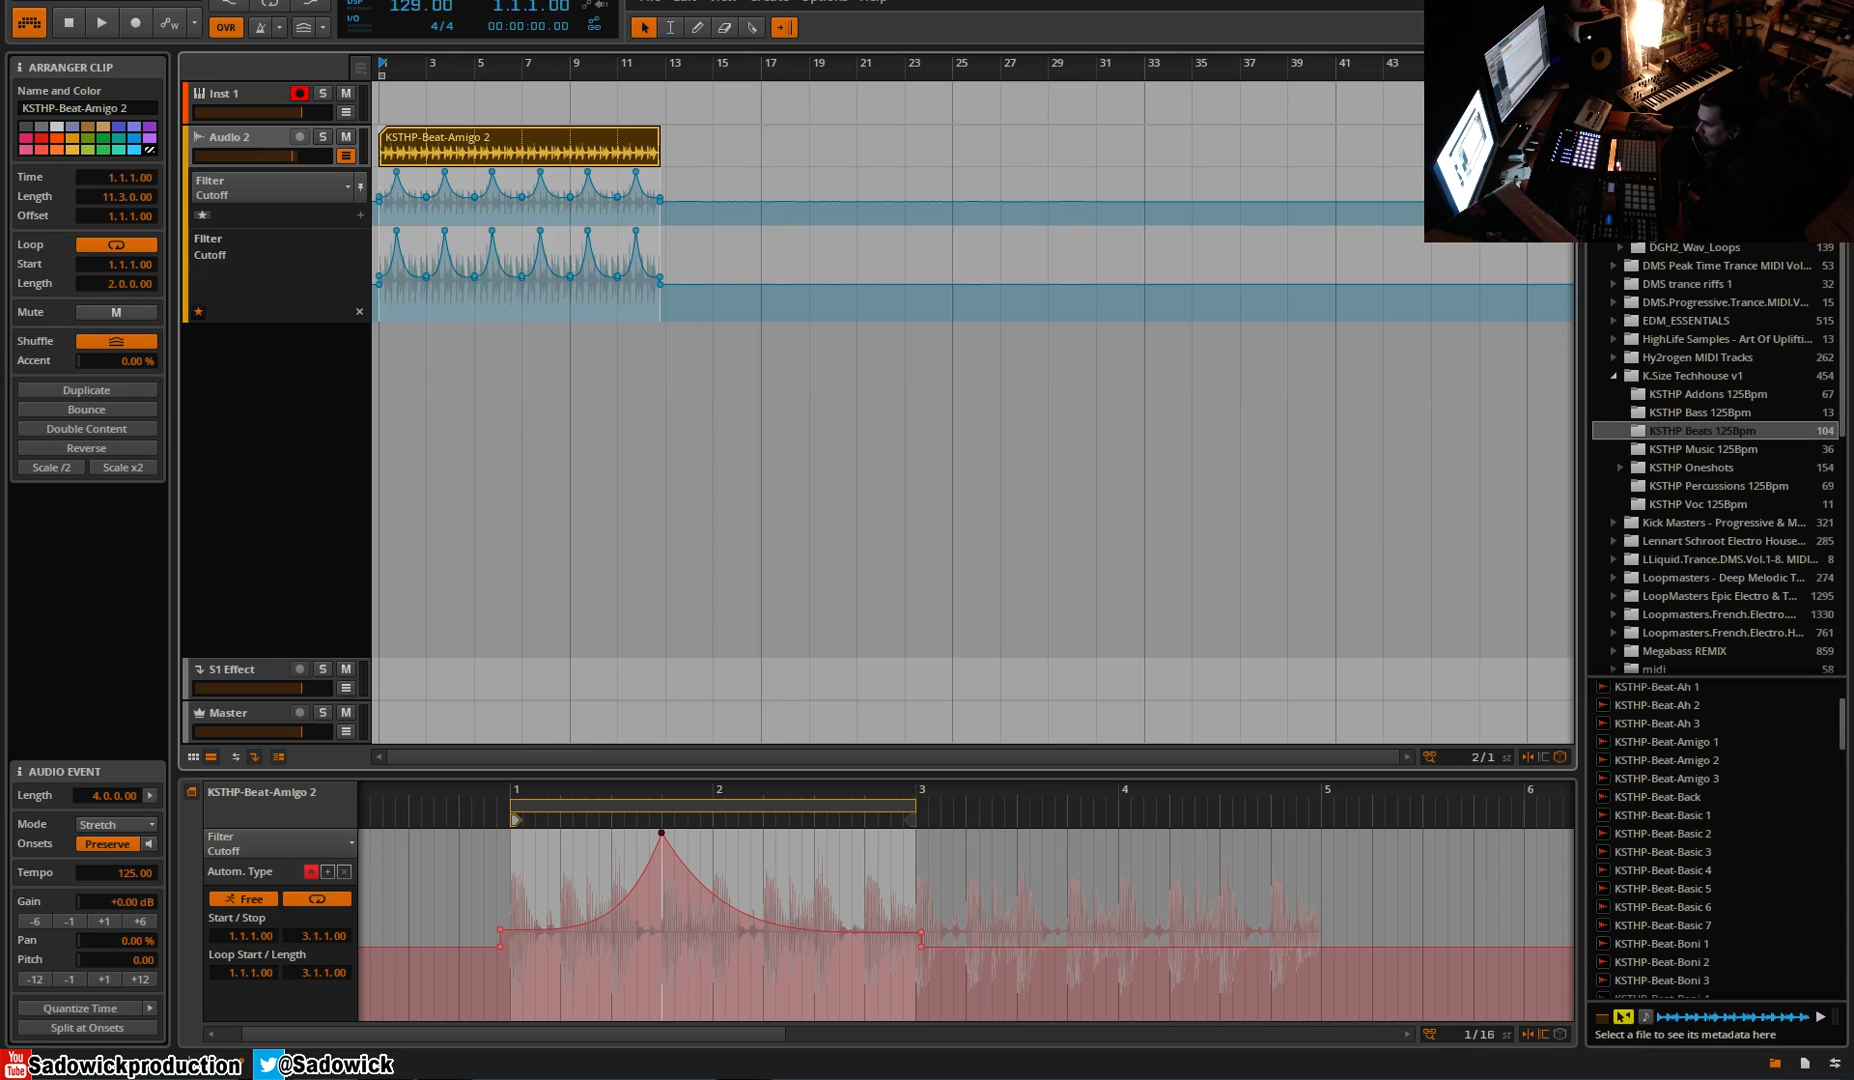 OVR
DSP
I/O
129.00
4/4
1.1.1.00
00:00:00.00
ARRANGER CLIP
Name and Color
KSTHP-Beat-Amigo 2
Time 1.1.1.00
Length 11.3.0.00
Offset 1.1.1.00
Loop
Start 1.1.1.00
Length 2.0.0.00
Mute M
Shuffle
Accent 0.00 %
Duplicate
Bounce
Double Content
Reverse
Scale /2 Scale x2
3 5 7 9 11 13 15 17 19 21 23 25 27 29 31 33 35 37 39 41 43
Inst 1 S M
Audio 2 S M
KSTHP-Beat-Amigo 2
Filter
Cutoff
Filter
Cutoff
S1 Effect S M
Master S M
2/1 st
AUDIO EVENT
Length 4.0.0.00
Mode Stretch
Onsets Preserve
Tempo 125.00
Gain +0.00 dB
-6 -1 +1 +6
Pan 0.00 %
Pitch 0.00
-12 -1 +1 +12
Quantize Time
Split at Onsets
KSTHP-Beat-Amigo 2
Filter
Cutoff
Autom. Type
Free
Start / Stop
1.1.1.00 3.1.1.00
Loop Start / Length
1.1.1.00 3.1.1.00
1 2 3 4 5 6
1/16 st
DGH2_Wav_Loops 139
DMS Peak Time Trance MIDI Vol... 53
DMS trance riffs 1 32
DMS.Progressive.Trance.MIDI.V... 15
EDM_ESSENTIALS 515
HighLife Samples - Art Of Uplifti... 13
Hy2rogen MIDI Tracks 262
K.Size Techhouse v1 454
KSTHP Addons 125Bpm 67
KSTHP Bass 125Bpm 13
KSTHP Beats 125Bpm 104
KSTHP Music 125Bpm 36
KSTHP Oneshots 154
KSTHP Percussions 125Bpm 69
KSTHP Voc 125Bpm 11
Kick Masters - Progressive & M... 321
Lennart Schroot Electro House... 285
LLiquid.Trance.DMS.Vol.1-8. MIDI... 8
Loopmasters - Deep Melodic T... 274
LoopMasters Epic Electro & T... 1295
Loopmasters.French.Electro.... 1330
Loopmasters.French.Electro.H... 761
Megabass REMIX 859
midi 58
KSTHP-Beat-Ah 1
KSTHP-Beat-Ah 2
KSTHP-Beat-Ah 3
KSTHP-Beat-Amigo 1
KSTHP-Beat-Amigo 2
KSTHP-Beat-Amigo 3
KSTHP-Beat-Back
KSTHP-Beat-Basic 1
KSTHP-Beat-Basic 2
KSTHP-Beat-Basic 3
KSTHP-Beat-Basic 4
KSTHP-Beat-Basic 5
KSTHP-Beat-Basic 6
KSTHP-Beat-Basic 7
KSTHP-Beat-Boni 1
KSTHP-Beat-Boni 2
KSTHP-Beat-Boni 3
Select a file to see its metadata here
You
Tube
Sadowickproduction
@Sadowick